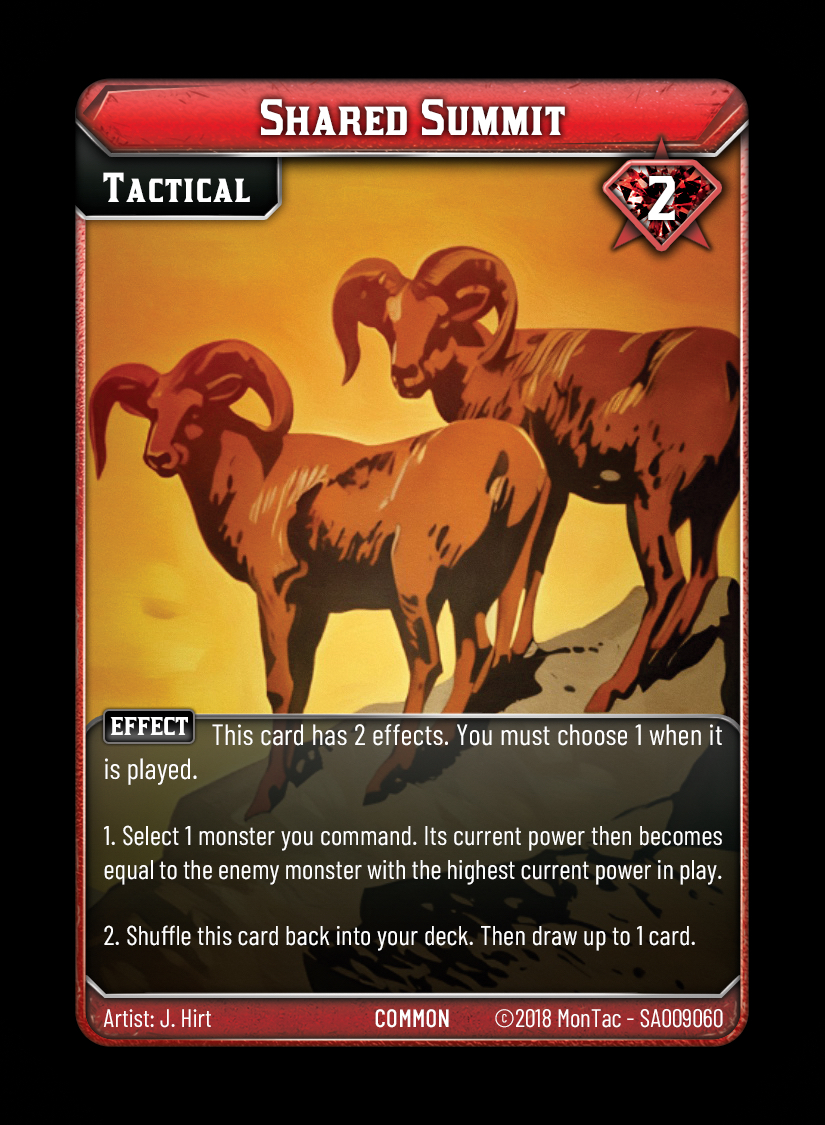 Shared Summit
Tactical
2
EFFECT This card has 2 effects. You must choose 1 when it
is played.
1. Select 1 monster you command. Its current power then becomes
equal to the enemy monster with the highest current power in play.
2. Shuffle this card back into your deck. Then draw up to 1 card.
Artist: J. Hirt COMMON ©2018 MonTac - SA009060